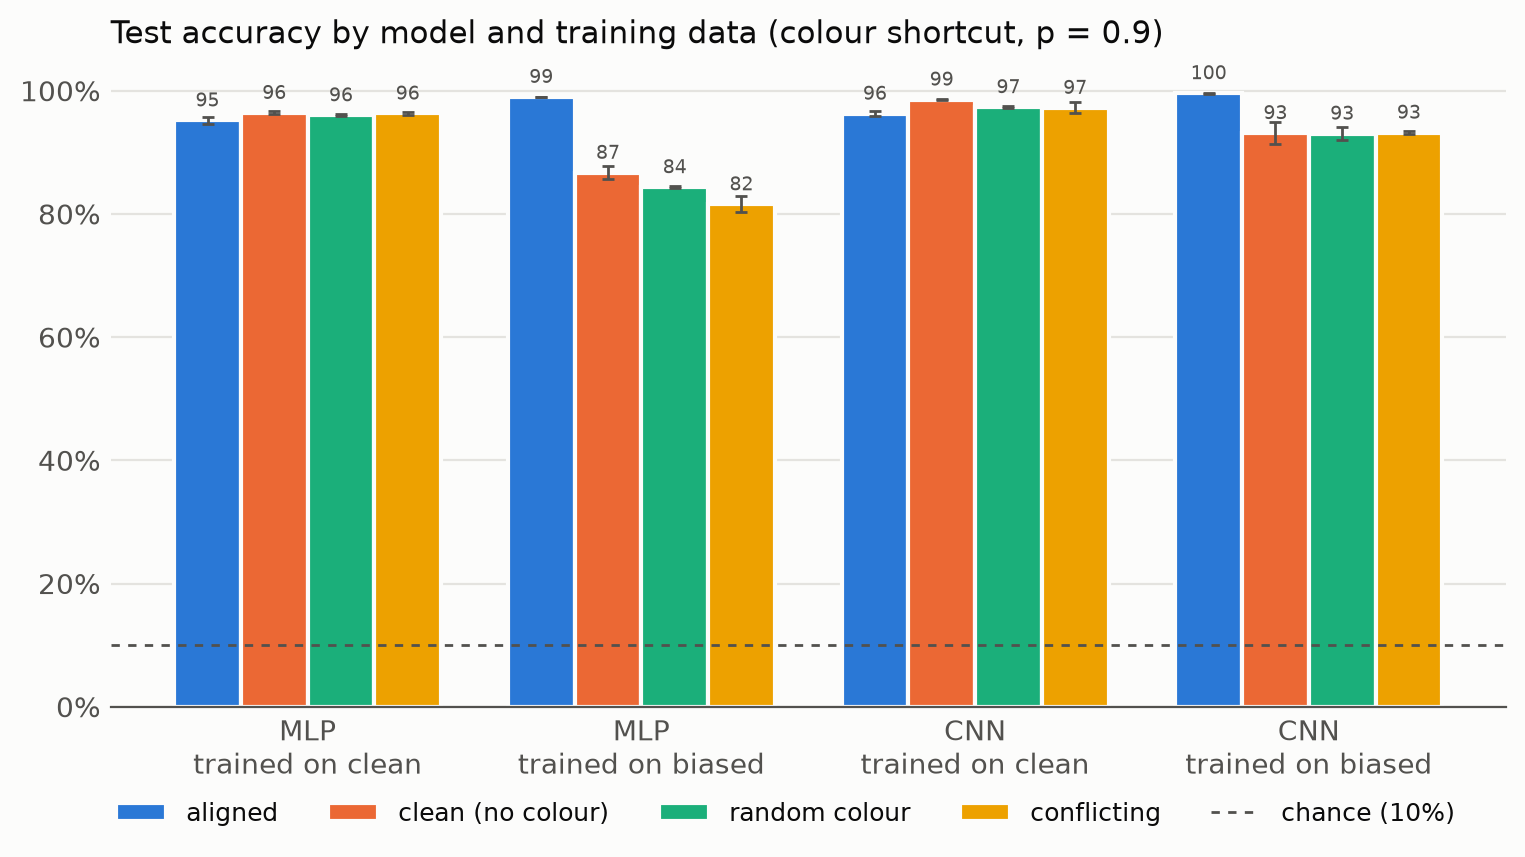 Test accuracy by model and training data (colour shortcut, p = 0.9)
100%
80%
60%
40%
20%
0%
95 96 96 96
99 87 84 82
96 99 97 97
100 93 93 93
MLP
trained on clean
MLP
trained on biased
CNN
trained on clean
CNN
trained on biased
aligned
clean (no colour)
random colour
conflicting
chance (10%)